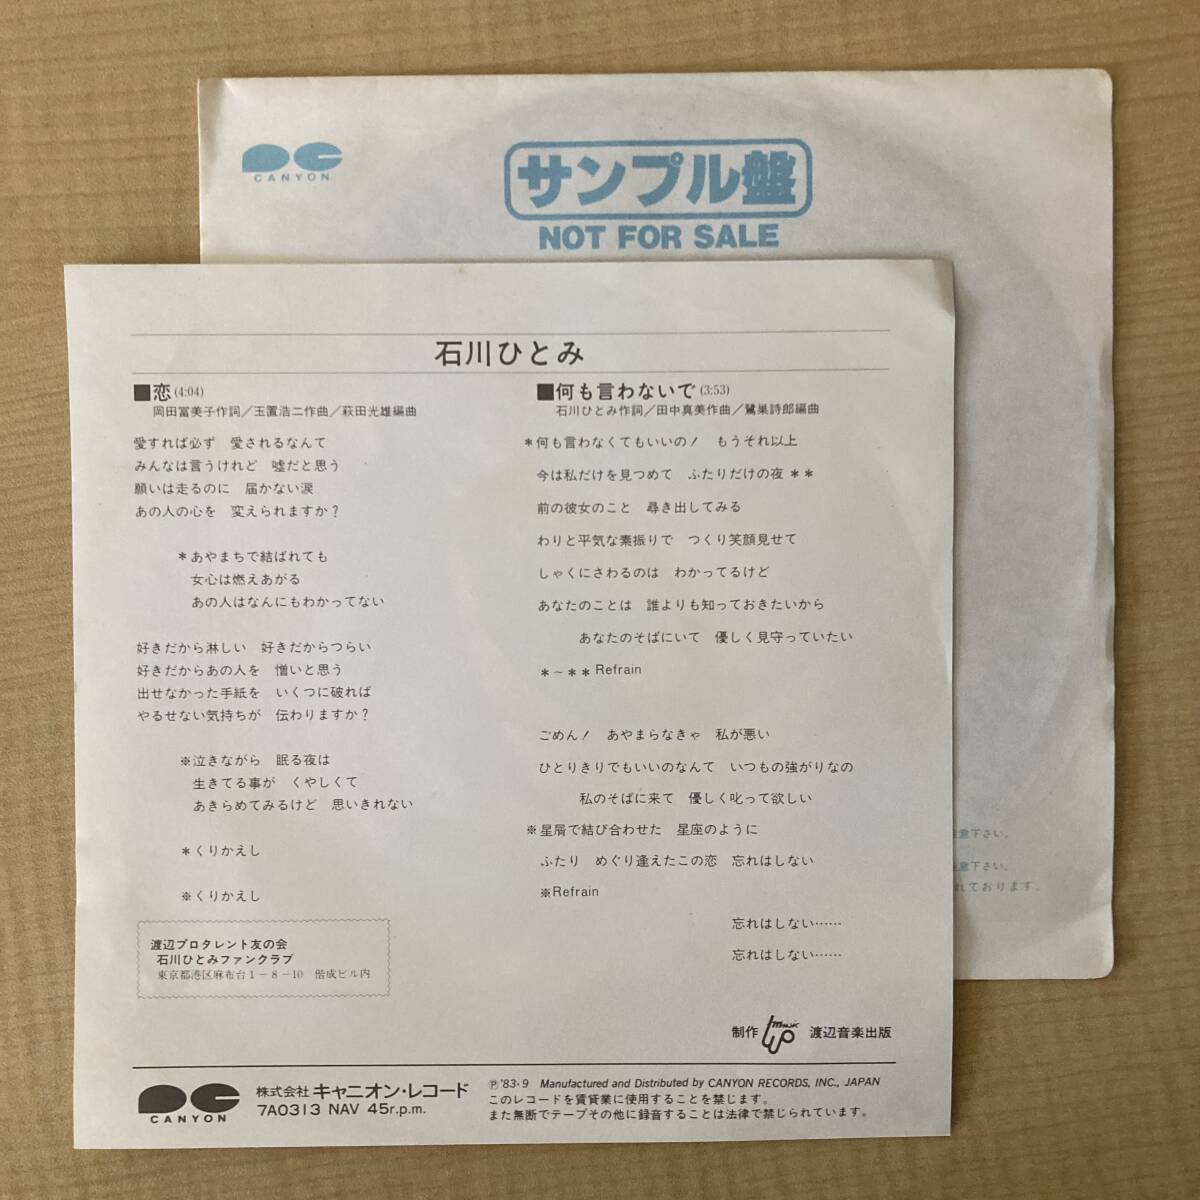 CANYON
サンプル盤
NOT FOR SALE
石川ひとみ
■恋(4:04)
岡田冨美子作詞／玉置浩二作曲／萩田光雄編曲
愛すれば必ず　愛されるなんて
みんなは言うけれど　嘘だと思う
願いは走るのに　届かない涙
あの人の心を　変えられますか？
＊あやまちで結ばれても
女心は燃えあがる
あの人はなんにもわかってない
好きだから淋しい　好きだからつらい
好きだからあの人を　憎いと思う
出せなかった手紙を　いくつに破れば
やるせない気持ちが　伝わりますか？
※泣きながら　眠る夜は
生きてる事が　くやしくて
あきらめてみるけど　思いきれない
＊くりかえし
※くりかえし
渡辺プロタレント友の会
石川ひとみファンクラブ
東京都港区麻布台1－8－10　偕成ビル内
■何も言わないで(3:53)
石川ひとみ作詞／田中真美作曲／鷺巣詩郎編曲
＊何も言わなくてもいいの！　もうそれ以上
今は私だけを見つめて　ふたりだけの夜＊＊
前の彼女のこと　尋き出してみる
わりと平気な素振りで　つくり笑顔見せて
しゃくにさわるのは　わかってるけど
あなたのことは　誰よりも知っておきたいから
あなたのそばにいて　優しく見守っていたい
＊～＊＊Refrain
ごめん！　あやまらなきゃ　私が悪い
ひとりきりでもいいのなんて　いつもの強がりなの
私のそばに来て　優しく叱って欲しい
※星屑で結び合わせた　星座のように
ふたり　めぐり逢えたこの恋　忘れはしない
※Refrain
忘れはしない……
忘れはしない……
制作 music up 渡辺音楽出版
CANYON
株式会社キャニオン・レコード
7A0313 NAV 45r.p.m.
Ⓟ'83・9 Manufactured and Distributed by CANYON RECORDS, INC., JAPAN
このレコードを賃貸業に使用することを禁じます。
また無断でテープその他に録音することは法律で禁じられています。
意下さい。
意下さい。
れております。